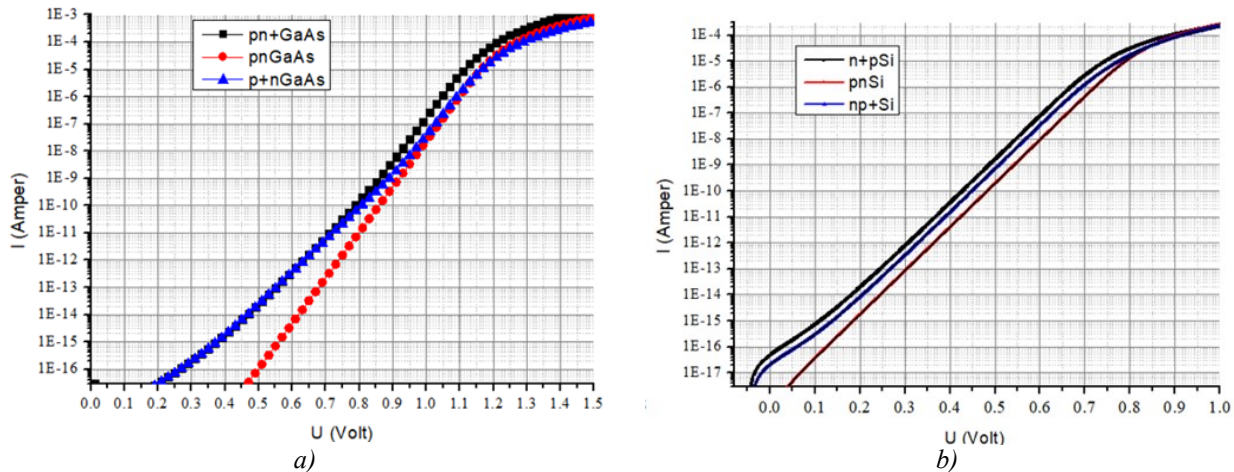 pn+GaAs
pnGaAs
p+nGaAs
I (Amper)
1E-3
1E-4
1E-5
1E-6
1E-7
1E-8
1E-9
1E-10
1E-11
1E-12
1E-13
1E-14
1E-15
1E-16
0.0 0.1 0.2 0.3 0.4 0.5 0.6 0.7 0.8 0.9 1.0 1.1 1.2 1.3 1.4 1.5
U (Volt)
a)
n+pSi
pnSi
np+Si
I (Amper)
1E-4
1E-5
1E-6
1E-7
1E-8
1E-9
1E-10
1E-11
1E-12
1E-13
1E-14
1E-15
1E-16
1E-17
0.0 0.1 0.2 0.3 0.4 0.5 0.6 0.7 0.8 0.9 1.0
U (Volt)
b)